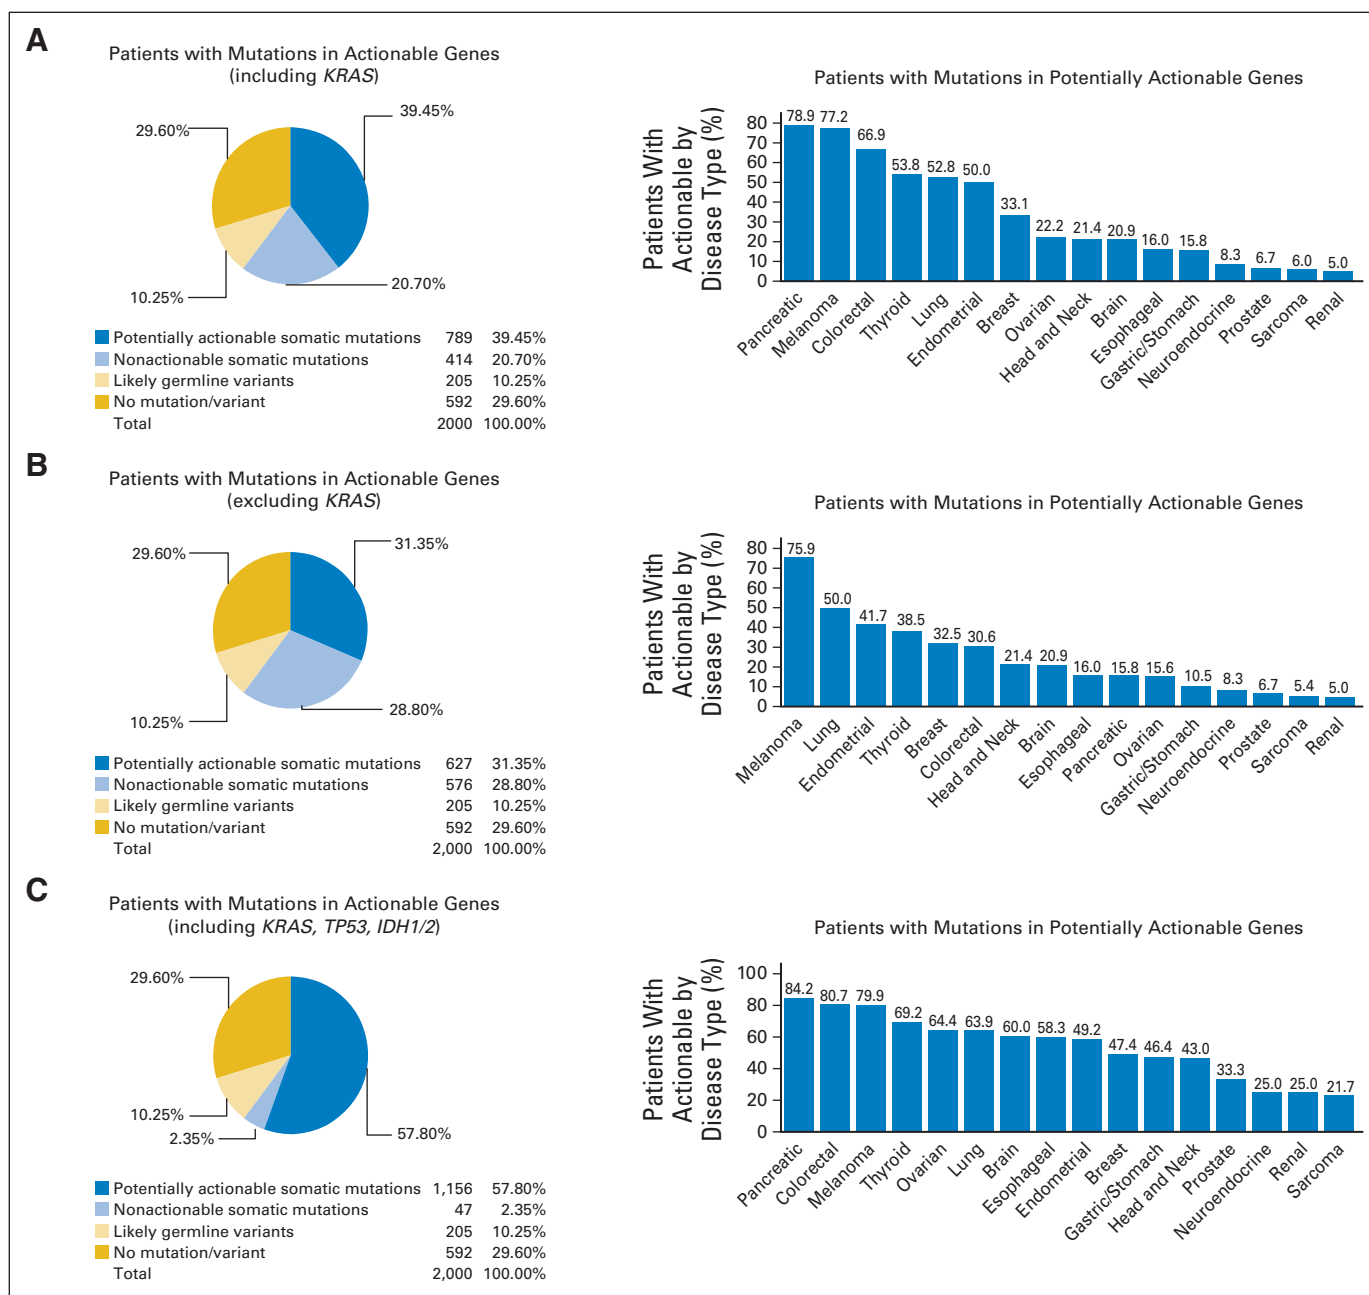 A
Patients with Mutations in Actionable Genes
(including KRAS)
39.45%
29.60%
10.25%
20.70%
Potentially actionable somatic mutations 789 39.45%
Nonactionable somatic mutations 414 20.70%
Likely germline variants 205 10.25%
No mutation/variant 592 29.60%
Total 2000 100.00%
Patients with Mutations in Potentially Actionable Genes
Patients With
Actionable by
Disease Type (%)
80
70
60
50
40
30
20
10
0
78.9 77.2 66.9 53.8 52.8 50.0 33.1 22.2 21.4 20.9 16.0 15.8 8.3 6.7 6.0 5.0
Pancreatic
Melanoma
Colorectal
Thyroid
Lung
Endometrial
Breast
Ovarian
Head and Neck
Brain
Esophageal
Gastric/Stomach
Neuroendocrine
Prostate
Sarcoma
Renal
B
Patients with Mutations in Actionable Genes
(excluding KRAS)
31.35%
29.60%
10.25%
28.80%
Potentially actionable somatic mutations 627 31.35%
Nonactionable somatic mutations 576 28.80%
Likely germline variants 205 10.25%
No mutation/variant 592 29.60%
Total 2,000 100.00%
Patients with Mutations in Potentially Actionable Genes
Patients With
Actionable by
Disease Type (%)
80
70
60
50
40
30
20
10
0
75.9 50.0 41.7 38.5 32.5 30.6 21.4 20.9 16.0 15.8 15.6 10.5 8.3 6.7 5.4 5.0
Melanoma
Lung
Endometrial
Thyroid
Breast
Colorectal
Head and Neck
Brain
Esophageal
Pancreatic
Ovarian
Gastric/Stomach
Neuroendocrine
Prostate
Sarcoma
Renal
C
Patients with Mutations in Actionable Genes
(including KRAS, TP53, IDH1/2)
29.60%
10.25%
2.35%
57.80%
Potentially actionable somatic mutations 1,156 57.80%
Nonactionable somatic mutations 47 2.35%
Likely germline variants 205 10.25%
No mutation/variant 592 29.60%
Total 2,000 100.00%
Patients with Mutations in Potentially Actionable Genes
Patients With
Actionable by
Disease Type (%)
100
80
60
40
20
0
84.2 80.7 79.9 69.2 64.4 63.9 60.0 58.3 49.2 47.4 46.4 43.0 33.3 25.0 25.0 21.7
Pancreatic
Colorectal
Melanoma
Thyroid
Ovarian
Lung
Brain
Esophageal
Endometrial
Breast
Gastric/Stomach
Head and Neck
Prostate
Neuroendocrine
Renal
Sarcoma